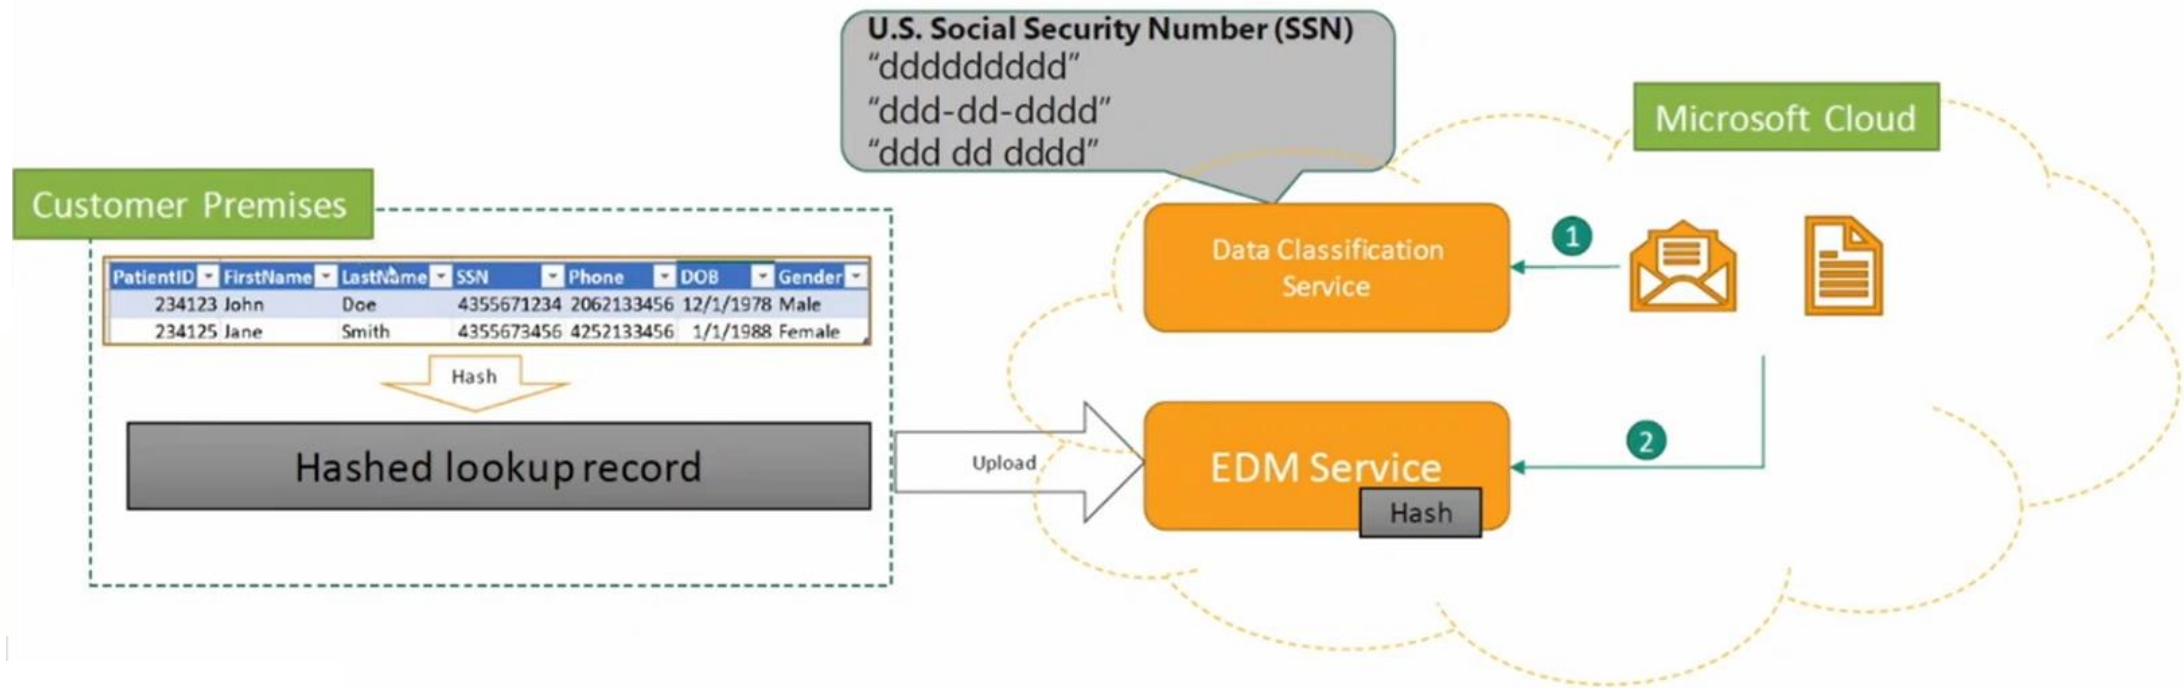 U.S. Social Security Number (SSN)
“ddddddddd”
“ddd-dd-dddd”
“ddd dd dddd”
Microsoft Cloud
Customer Premises
PatientID FirstName LastName SSN Phone DOB Gender
234123 John Doe 4355671234 2062133456 12/1/1978 Male
234125 Jane Smith 4355673456 4252133456 1/1/1988 Female
Hash
Hashed lookup record
Upload
Data Classification
Service
1
EDM Service
Hash
2